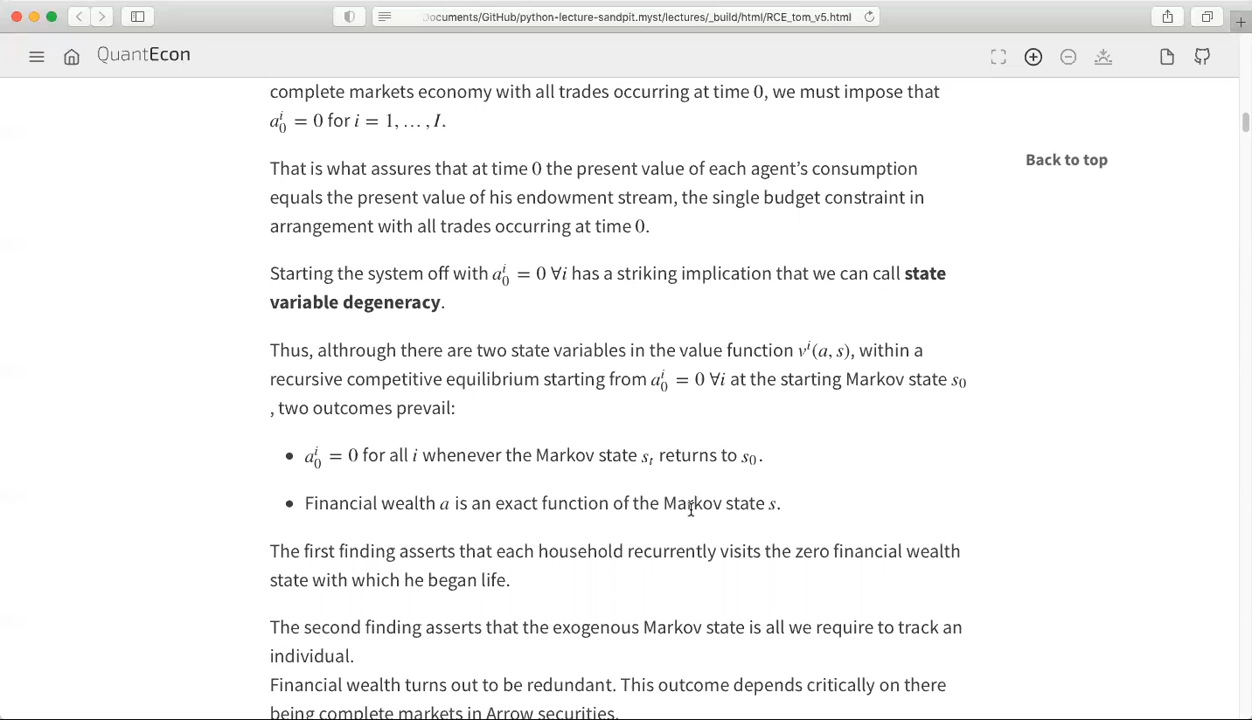 Documents/GitHub/python-lecture-sandpit.myst/lectures/_build/html/RCE_tom_v5.html
QuantEcon
complete markets economy with all trades occurring at time 0, we must impose that
a₀ⁱ = 0 for i = 1, … , I.
Back to top
That is what assures that at time 0 the present value of each agent’s consumption
equals the present value of his endowment stream, the single budget constraint in
arrangement with all trades occurring at time 0.
Starting the system off with a₀ⁱ = 0 ∀i has a striking implication that we can call state
variable degeneracy.
Thus, althrough there are two state variables in the value function vⁱ(a, s), within a
recursive competitive equilibrium starting from a₀ⁱ = 0 ∀i at the starting Markov state s₀
, two outcomes prevail:
• a₀ⁱ = 0 for all i whenever the Markov state sₜ returns to s₀.
• Financial wealth a is an exact function of the Markov state s.
The first finding asserts that each household recurrently visits the zero financial wealth
state with which he began life.
The second finding asserts that the exogenous Markov state is all we require to track an
individual.
Financial wealth turns out to be redundant. This outcome depends critically on there
being complete markets in Arrow securities.